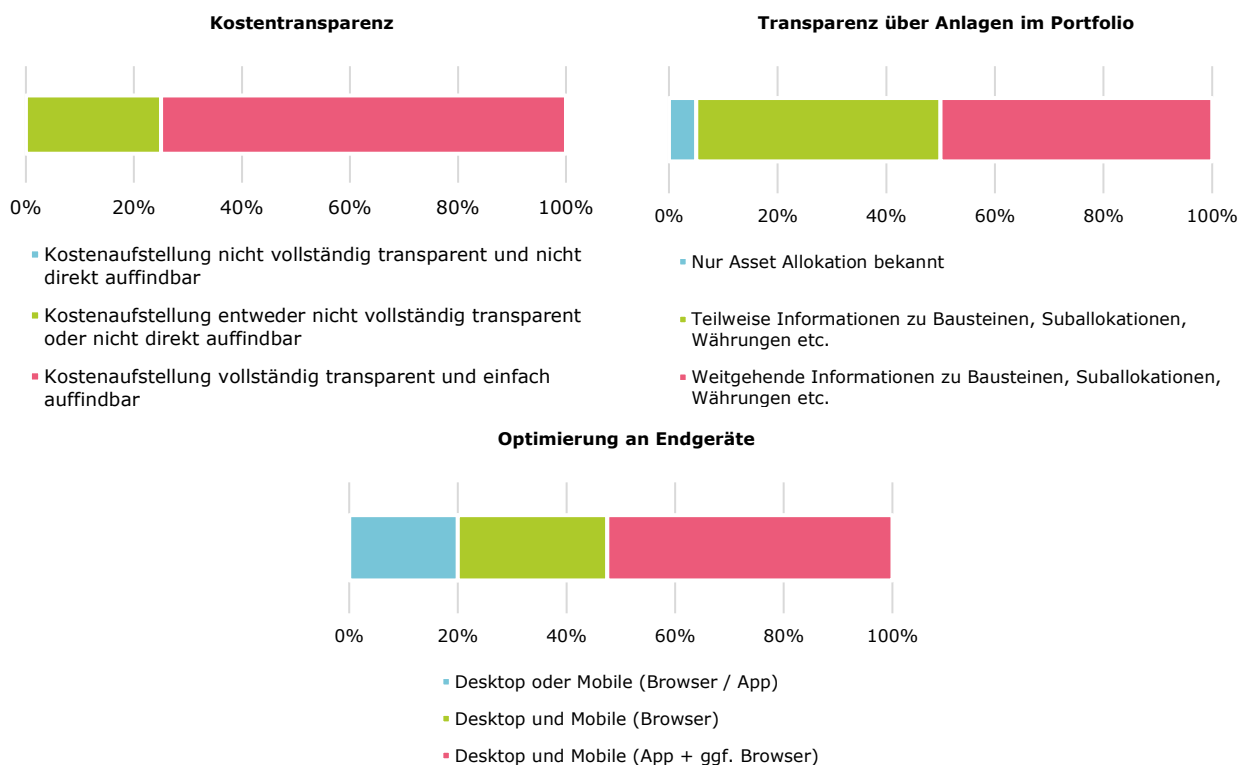 Kostentransparenz
0% 20% 40% 60% 80% 100%
Kostenaufstellung nicht vollständig transparent und nicht
direkt auffindbar
Kostenaufstellung entweder nicht vollständig transparent
oder nicht direkt auffindbar
Kostenaufstellung vollständig transparent und einfach
auffindbar
Transparenz über Anlagen im Portfolio
0% 20% 40% 60% 80% 100%
Nur Asset Allokation bekannt
Teilweise Informationen zu Bausteinen, Suballokationen,
Währungen etc.
Weitgehende Informationen zu Bausteinen, Suballokationen,
Währungen etc.
Optimierung an Endgeräte
0% 20% 40% 60% 80% 100%
Desktop oder Mobile (Browser / App)
Desktop und Mobile (Browser)
Desktop und Mobile (App + ggf. Browser)